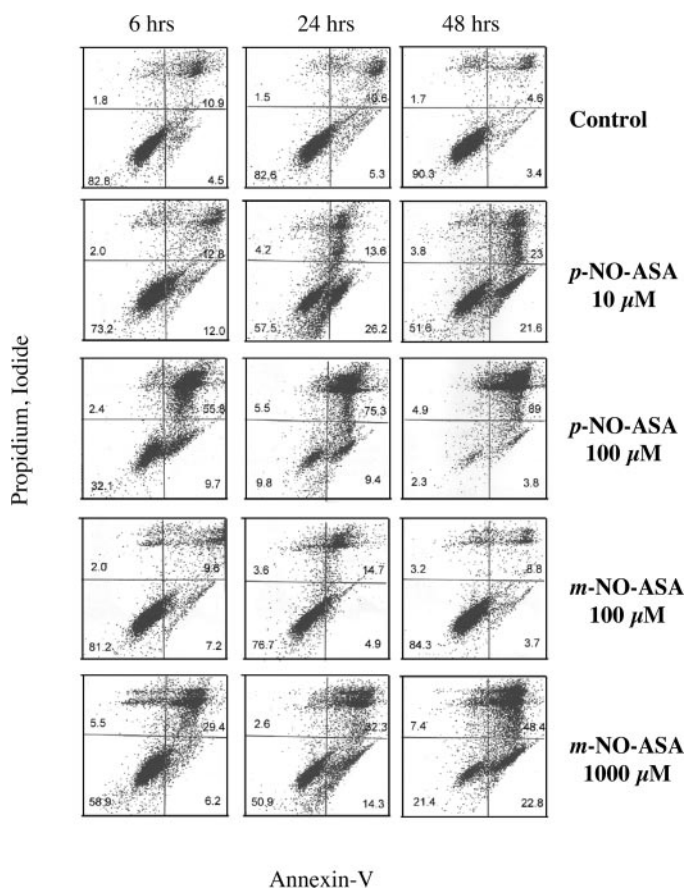 6 hrs 24 hrs 48 hrs
1.8 10.9 1.5 10.6 1.7 4.6
Control
82.8 4.5 82.6 5.3 90.3 3.4
2.0 12.8 4.2 13.6 3.8 23
p-NO-ASA
10 µM
73.2 12.0 57.5 26.2 51.6 21.6
2.4 55.8 5.5 75.3 4.9 89
p-NO-ASA
100 µM
32.1 9.7 9.8 9.4 2.3 3.8
2.0 9.6 3.6 14.7 3.2 8.8
m-NO-ASA
100 µM
81.2 7.2 76.7 4.9 84.3 3.7
5.5 29.4 2.6 32.3 7.4 48.4
m-NO-ASA
1000 µM
58.9 6.2 50.9 14.3 21.4 22.8
Propidium, Iodide
Annexin-V